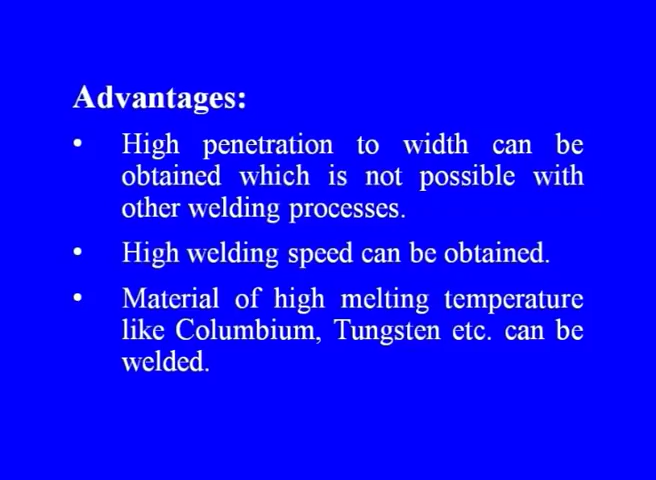 Advantages:
• High penetration to width can be
obtained which is not possible with
other welding processes.
• High welding speed can be obtained.
• Material of high melting temperature
like Columbium, Tungsten etc. can be
welded.